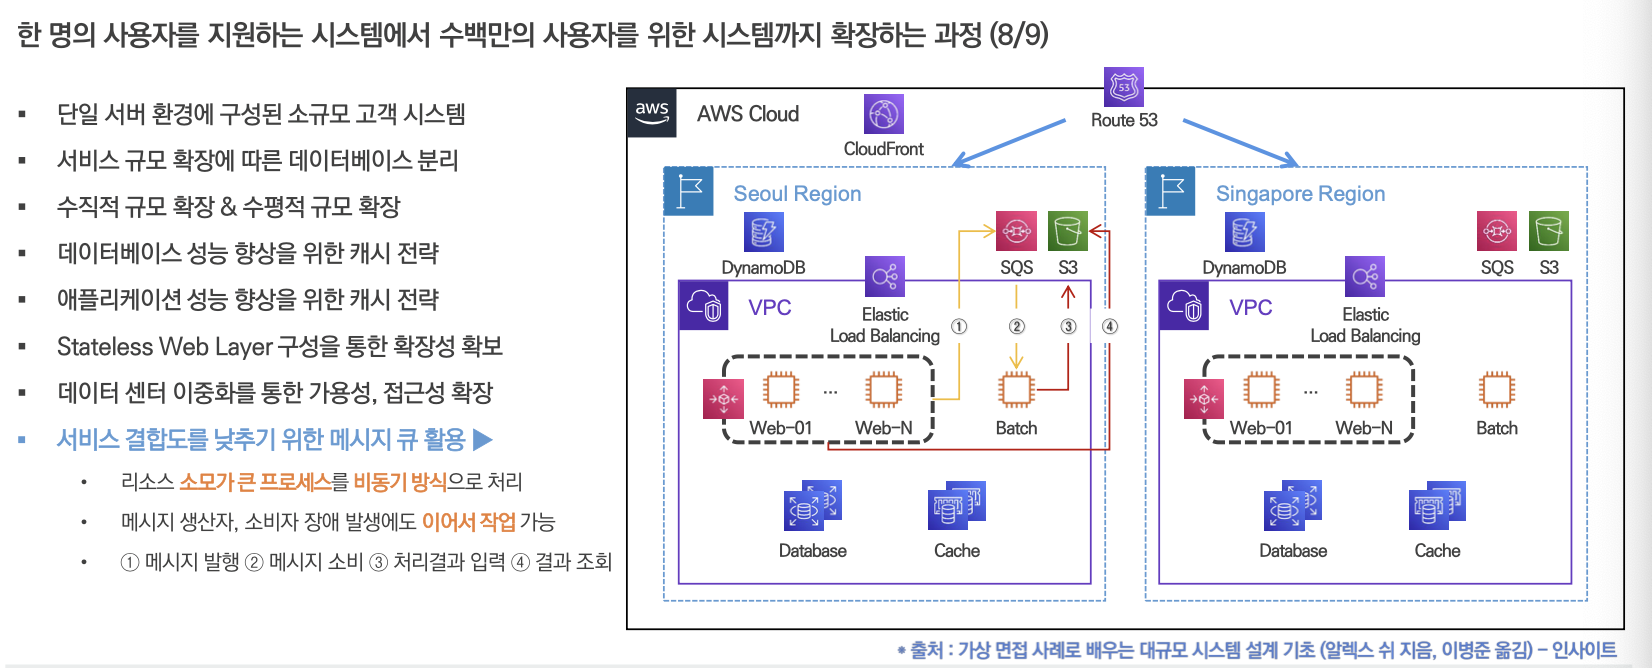 한 명의 사용자를 지원하는 시스템에서 수백만의 사용자를 위한 시스템까지 확장하는 과정 (8/9)
▪ 단일 서버 환경에 구성된 소규모 고객 시스템
▪ 서비스 규모 확장에 따른 데이터베이스 분리
▪ 수직적 규모 확장 & 수평적 규모 확장
▪ 데이터베이스 성능 향상을 위한 캐시 전략
▪ 애플리케이션 성능 향상을 위한 캐시 전략
▪ Stateless Web Layer 구성을 통한 확장성 확보
▪ 데이터 센터 이중화를 통한 가용성, 접근성 확장
▪ 서비스 결합도를 낮추기 위한 메시지 큐 활용 ▶
• 리소스 소모가 큰 프로세스를 비동기 방식으로 처리
• 메시지 생산자, 소비자 장애 발생에도 이어서 작업 가능
• ① 메시지 발행 ② 메시지 소비 ③ 처리결과 입력 ④ 결과 조회
aws
AWS Cloud
CloudFront
53
Route 53
Seoul Region
DynamoDB
SQS
S3
VPC
Elastic
Load Balancing
①
②
③
④
Web-01
...
Web-N
Batch
Database
Cache
Singapore Region
DynamoDB
SQS
S3
VPC
Elastic
Load Balancing
Web-01
...
Web-N
Batch
Database
Cache
* 출처 : 가상 면접 사례로 배우는 대규모 시스템 설계 기초 (알렉스 쉬 지음, 이병준 옮김) – 인사이트